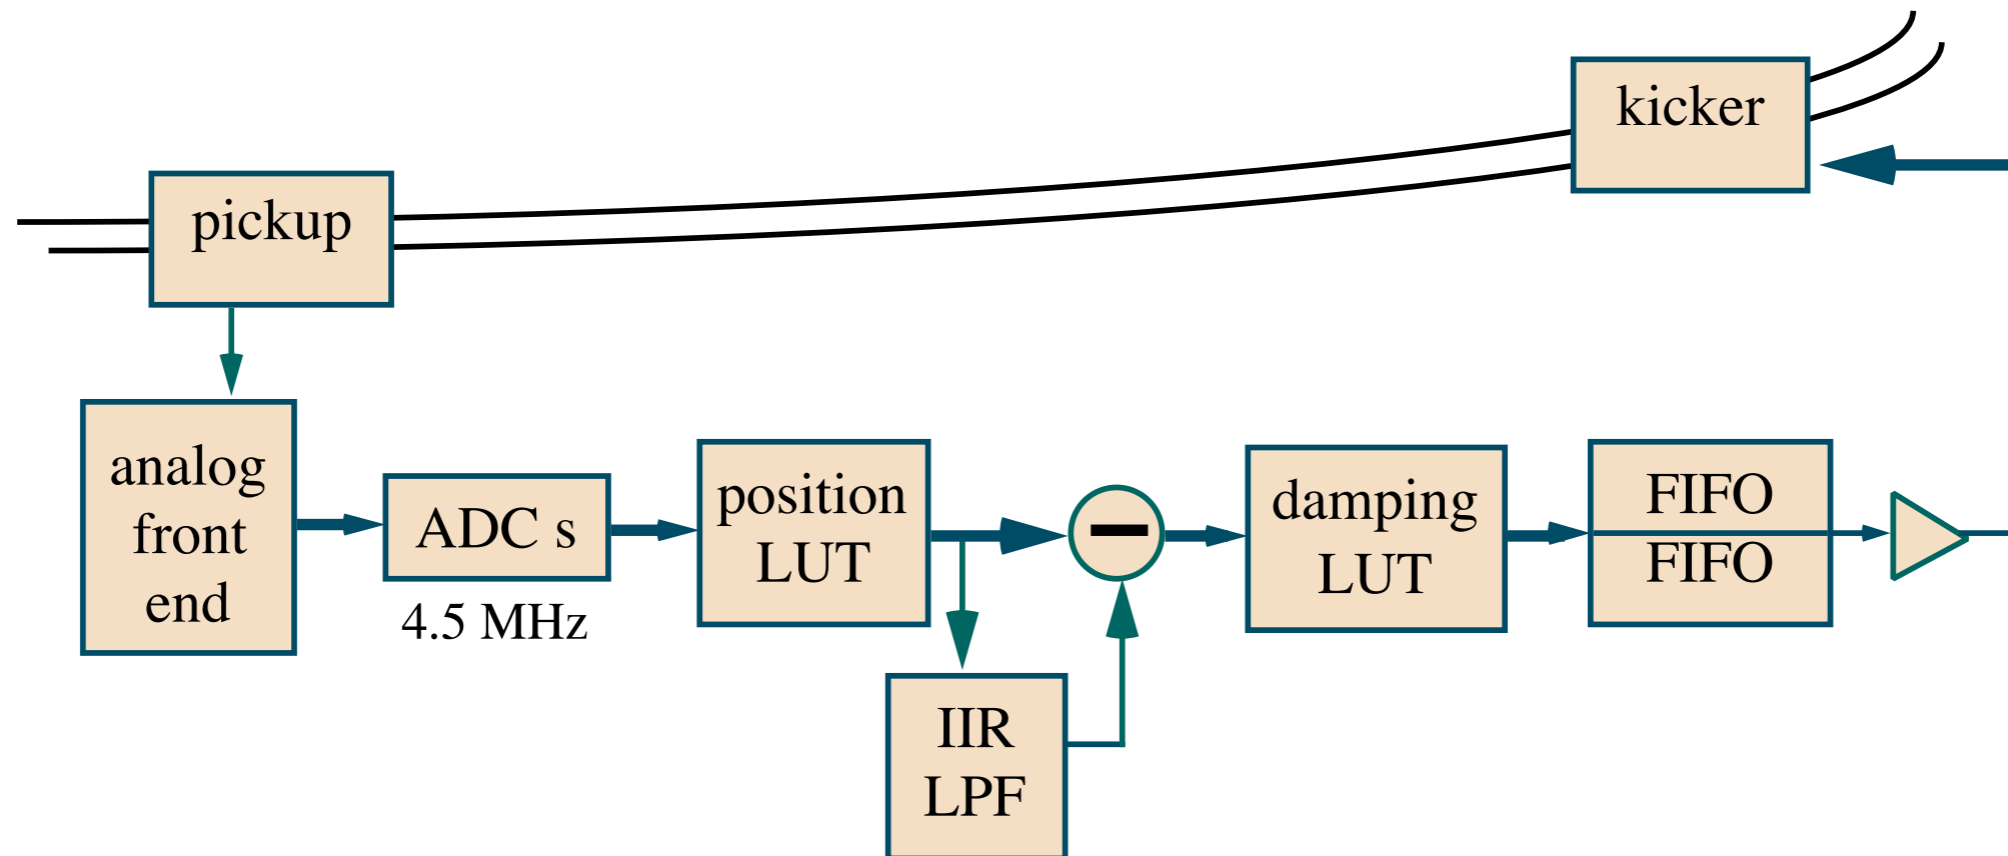 kicker
pickup
analog
front
end
ADC s
4.5 MHz
position
LUT
damping
LUT
FIFO
FIFO
IIR
LPF